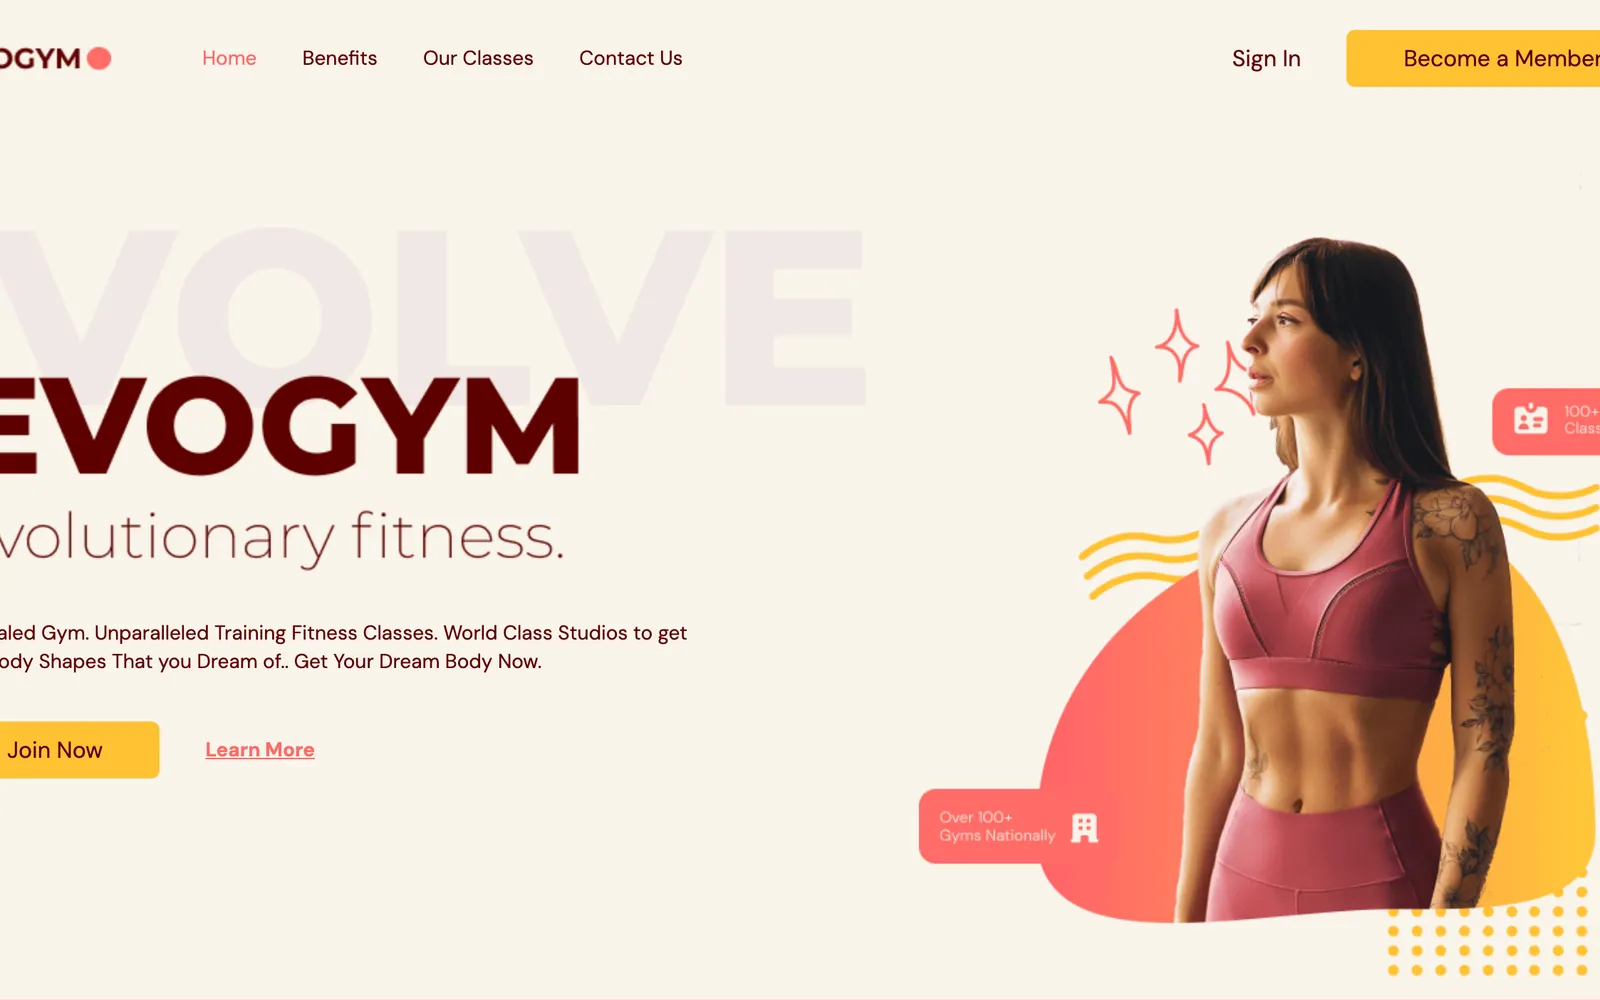 OGYM
Home
Benefits
Our Classes
Contact Us
Sign In
Become a Member
VOLVE
EVOGYM
volutionary fitness.
aled Gym. Unparalleled Training Fitness Classes. World Class Studios to get
ody Shapes That you Dream of.. Get Your Dream Body Now.
Join Now
Learn More
100+
Class
Over 100+
Gyms Nationally